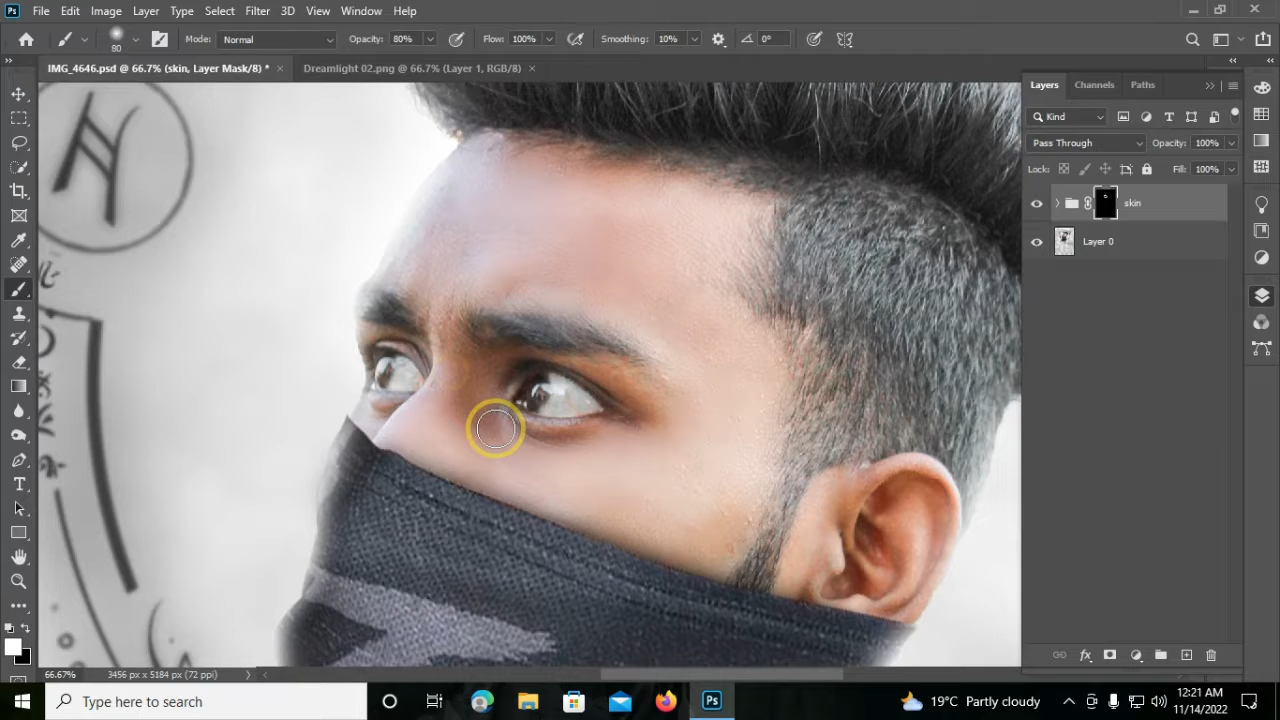 Ps File Edit Image Layer Type Select Filter 3D View Window Help
80 Mode: Normal Opacity: 80% Flow: 100% Smoothing: 10% 0°
IMG_4646.psd @ 66.7% (skin, Layer Mask/8) * × Dreamlight 02.png @ 66.7% (Layer 1, RGB/8) ×
Layers Channels Paths
Kind
Pass Through Opacity: 100%
Lock: Fill: 100%
skin
Layer 0
66.67% 3456 px x 5184 px (72 ppi)
Type here to search
Ps
19°C Partly cloudy
12:21 AM
11/14/2022